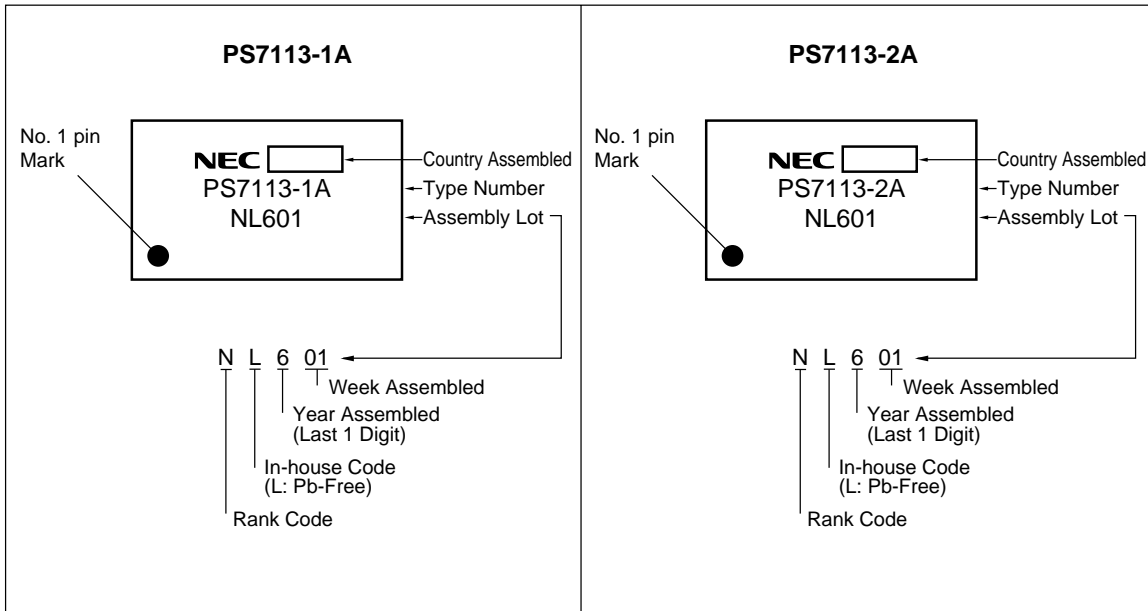 PS7113-1A
No. 1 pin
Mark
NEC
Country Assembled
PS7113-1A
Type Number
NL601
Assembly Lot
N L 6 01
Week Assembled
Year Assembled
(Last 1 Digit)
In-house Code
(L: Pb-Free)
Rank Code
PS7113-2A
No. 1 pin
Mark
NEC
Country Assembled
PS7113-2A
Type Number
NL601
Assembly Lot
N L 6 01
Week Assembled
Year Assembled
(Last 1 Digit)
In-house Code
(L: Pb-Free)
Rank Code